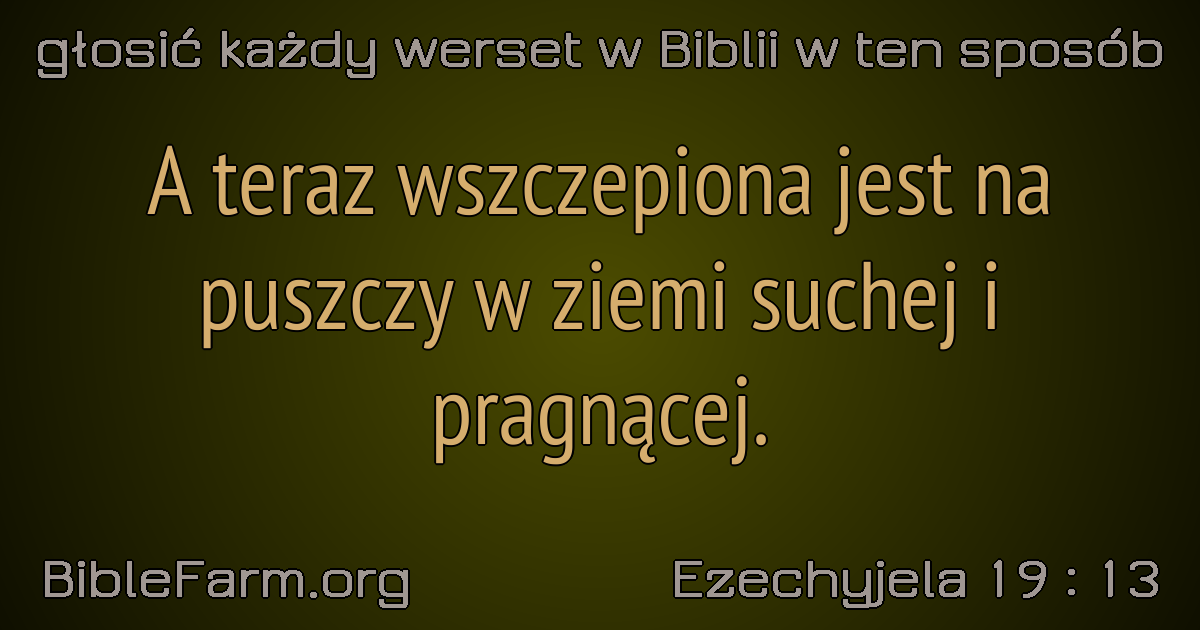 głosić każdy werset w Biblii w ten sposób
A teraz wszczepiona jest na
puszczy w ziemi suchej i
pragnącej.
BibleFarm.org
Ezechyjela 19 : 13